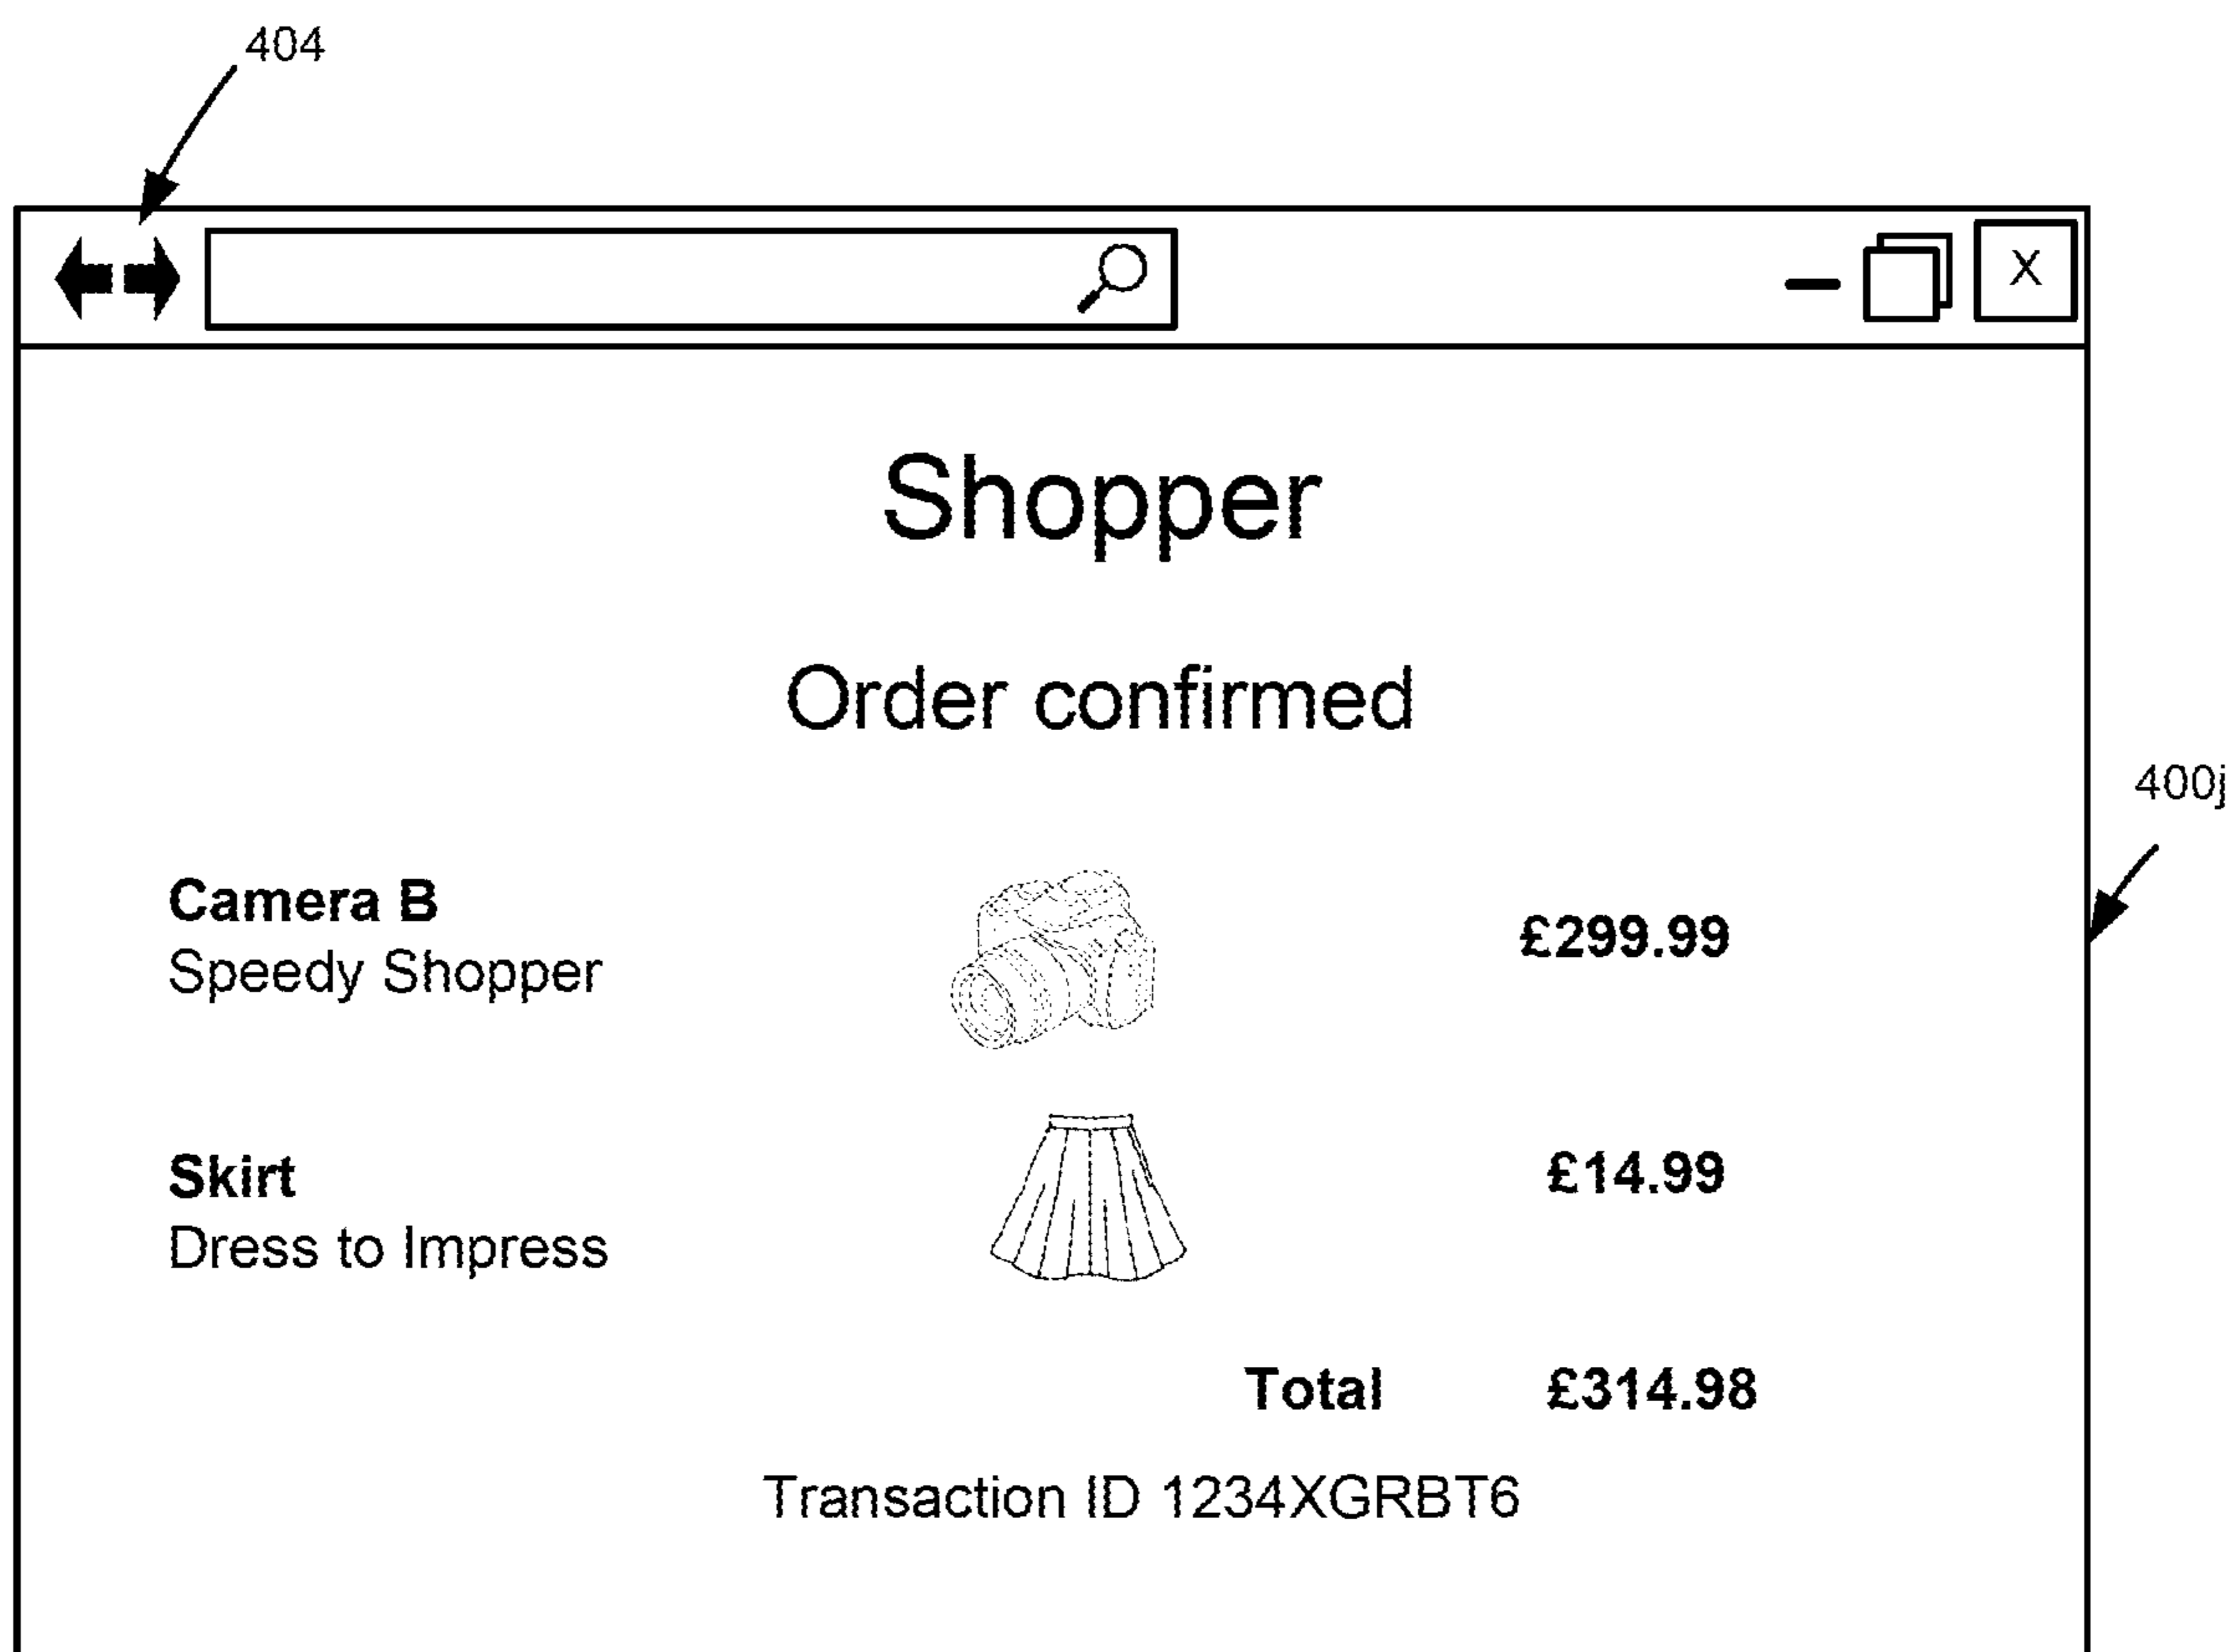 404
X
Shopper
Order confirmed
400j
Camera B
£299.99
Speedy Shopper
Skirt
£14.99
Dress to Impress
Total £314.98
Transaction ID 1234XGRBT6